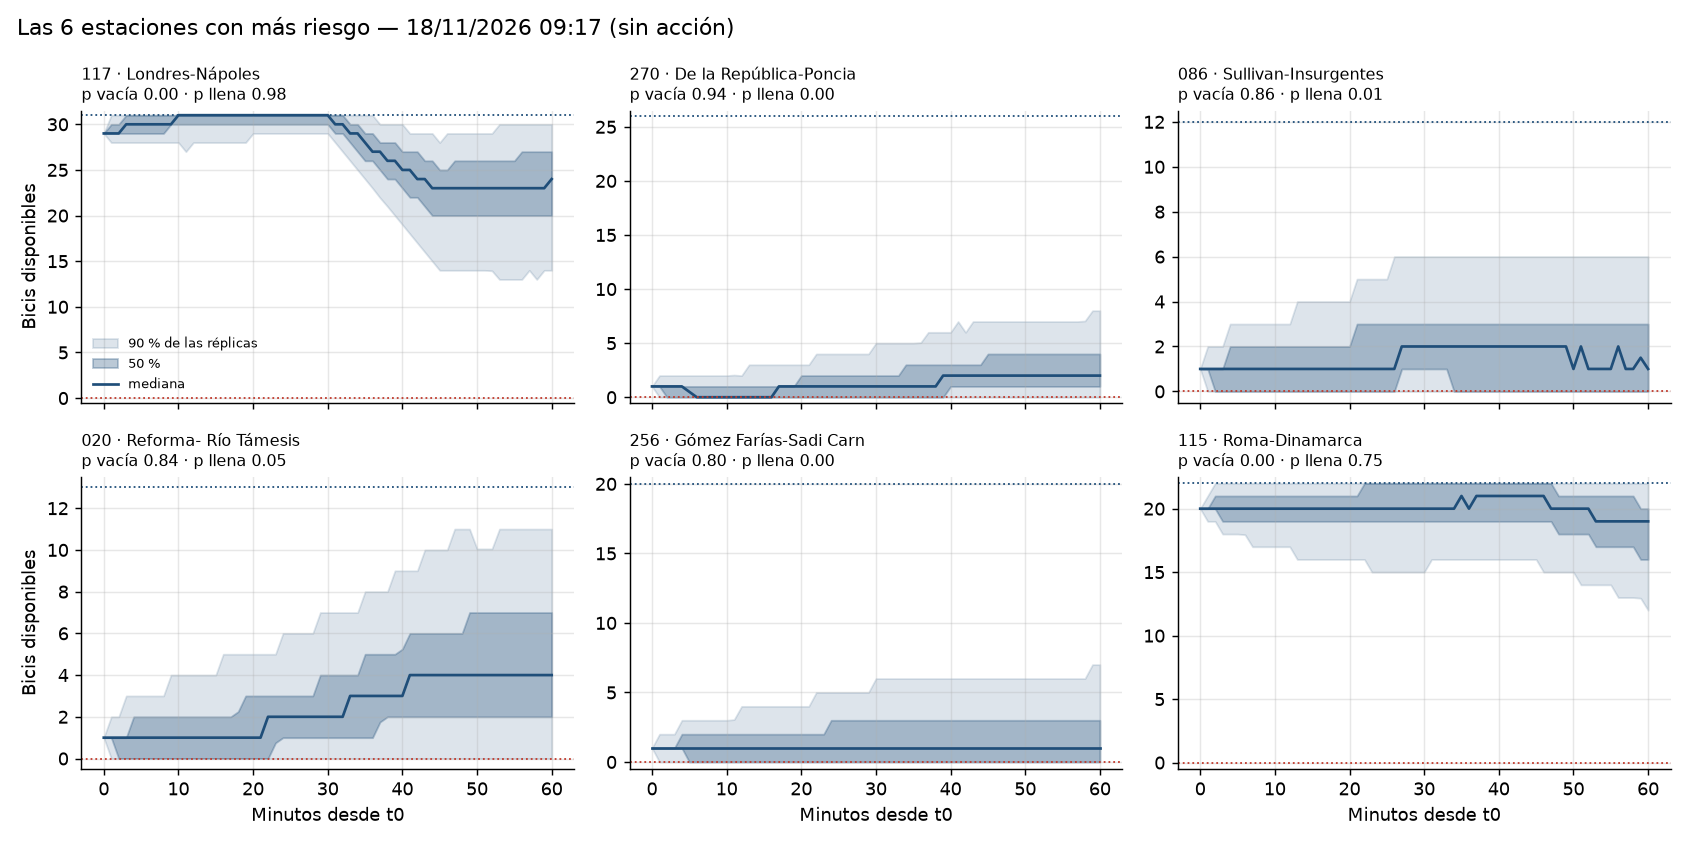 Las 6 estaciones con más riesgo — 18/11/2026 09:17 (sin acción)
117 · Londres-Nápoles
p vacía 0.00 · p llena 0.98
Bicis disponibles
30
25
20
15
10
5
0
90 % de las réplicas
50 %
mediana
270 · De la República-Poncia
p vacía 0.94 · p llena 0.00
25
20
15
10
5
0
086 · Sullivan-Insurgentes
p vacía 0.86 · p llena 0.01
12
10
8
6
4
2
0
020 · Reforma- Río Támesis
p vacía 0.84 · p llena 0.05
Bicis disponibles
12
10
8
6
4
2
0
0 10 20 30 40 50 60
Minutos desde t0
256 · Gómez Farías-Sadi Carn
p vacía 0.80 · p llena 0.00
20
15
10
5
0
0 10 20 30 40 50 60
Minutos desde t0
115 · Roma-Dinamarca
p vacía 0.00 · p llena 0.75
20
15
10
5
0
0 10 20 30 40 50 60
Minutos desde t0